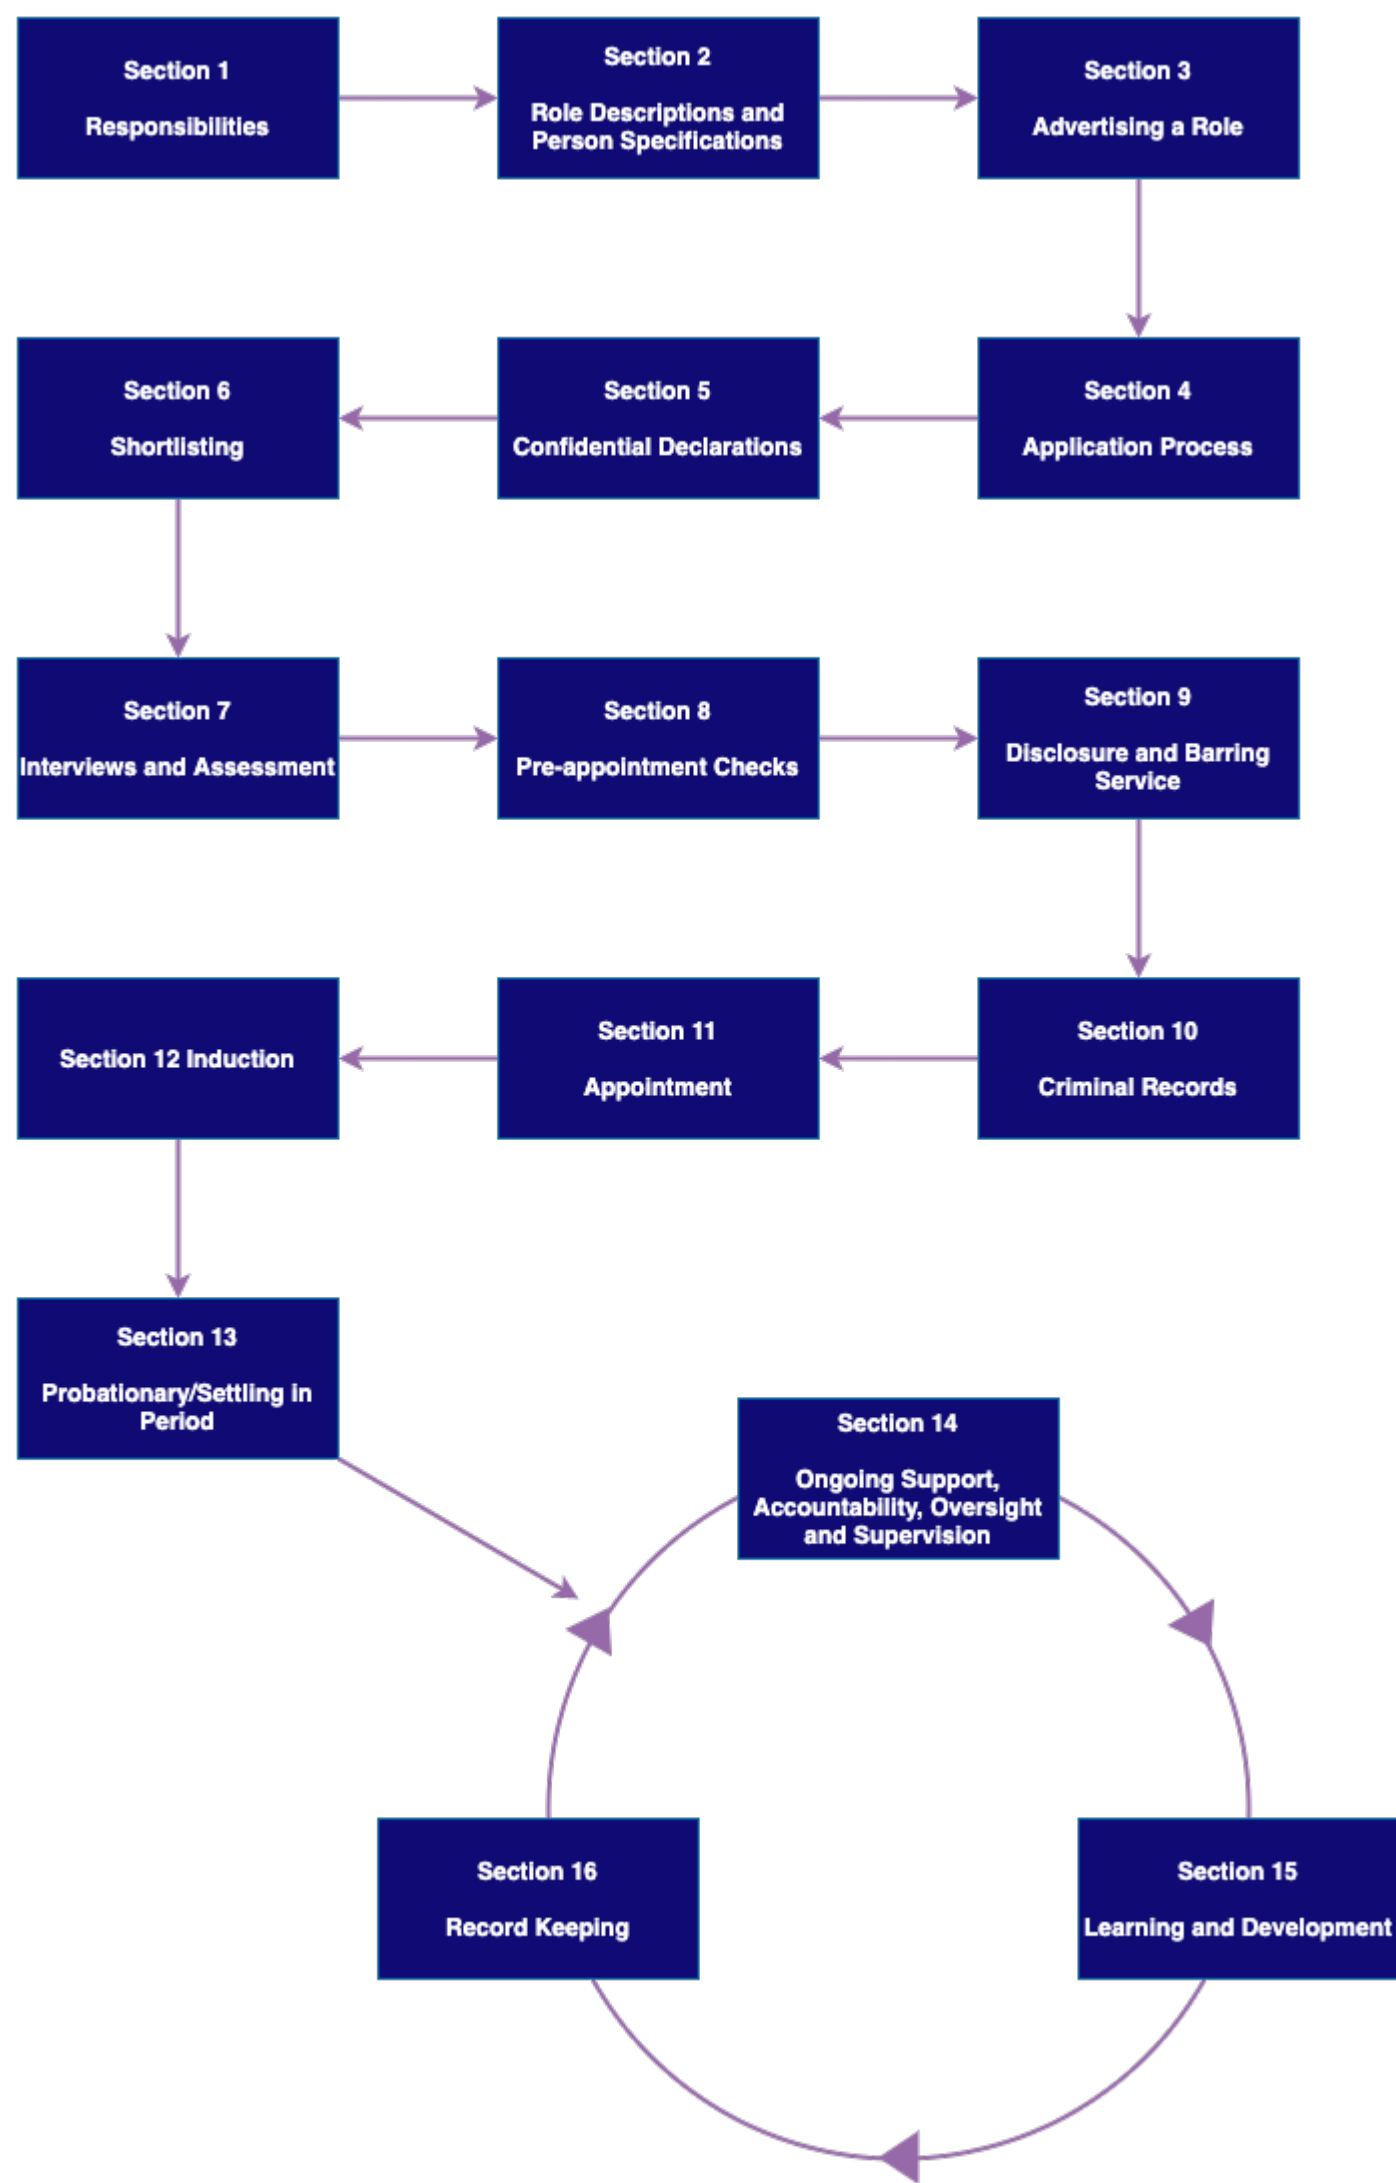 Section 1
Responsibilities
Section 2
Role Descriptions and
Person Specifications
Section 3
Advertising a Role
Section 4
Application Process
Section 5
Confidential Declarations
Section 6
Shortlisting
Section 7
Interviews and Assessment
Section 8
Pre-appointment Checks
Section 9
Disclosure and Barring
Service
Section 10
Criminal Records
Section 11
Appointment
Section 12 Induction
Section 13
Probationary/Settling in
Period
Section 14
Ongoing Support,
Accountability, Oversight
and Supervision
Section 15
Learning and Development
Section 16
Record Keeping